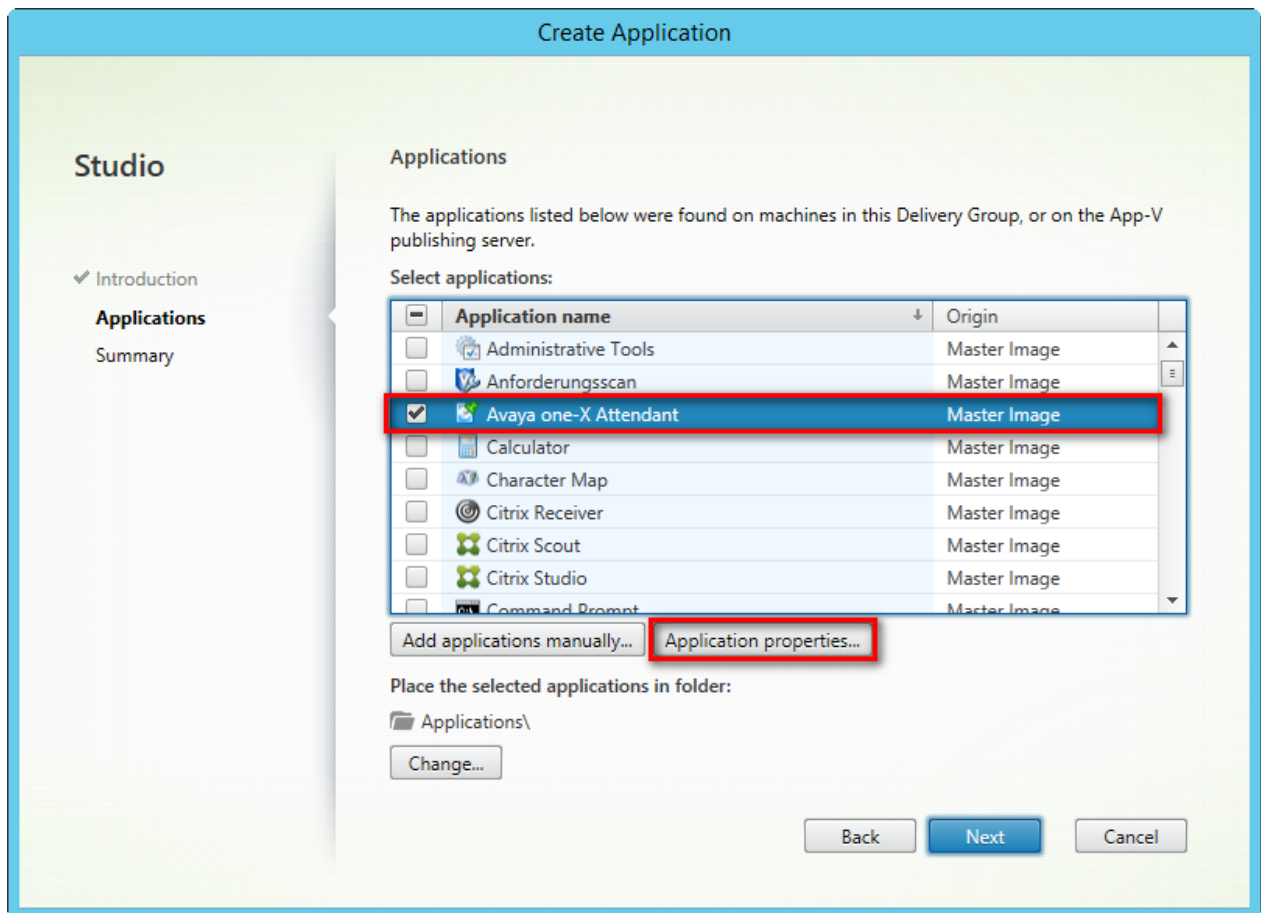 Create Application
Studio
Introduction
Applications
Summary
Applications
The applications listed below were found on machines in this Delivery Group, or on the App-V
publishing server.
Select applications:
Application name Origin
Administrative Tools Master Image
Anforderungsscan Master Image
Avaya one-X Attendant Master Image
Calculator Master Image
Character Map Master Image
Citrix Receiver Master Image
Citrix Scout Master Image
Citrix Studio Master Image
Command Prompt Master Image
Add applications manually... Application properties...
Place the selected applications in folder:
Applications\
Change...
Back Next Cancel